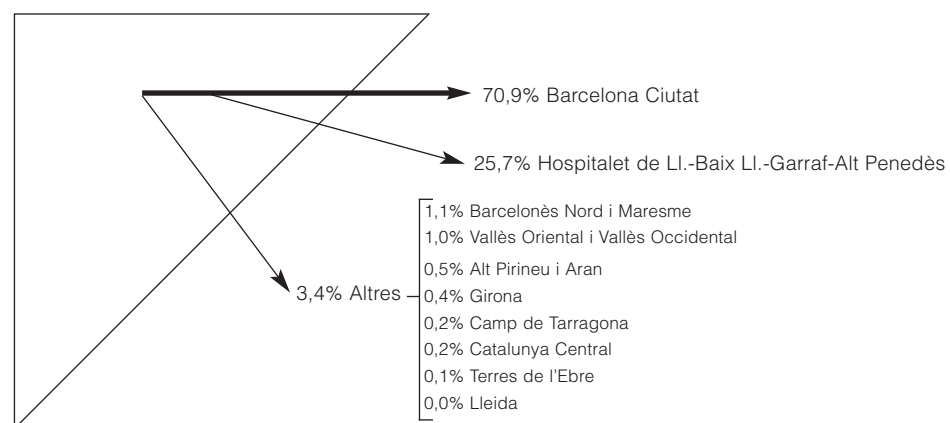 70,9% Barcelona Ciutat
25,7% Hospitalet de Ll.-Baix Ll.-Garraf-Alt Penedès
3,4% Altres
1,1% Barcelonès Nord i Maresme
1,0% Vallès Oriental i Vallès Occidental
0,5% Alt Pirineu i Aran
0,4% Girona
0,2% Camp de Tarragona
0,2% Catalunya Central
0,1% Terres de l'Ebre
0,0% Lleida